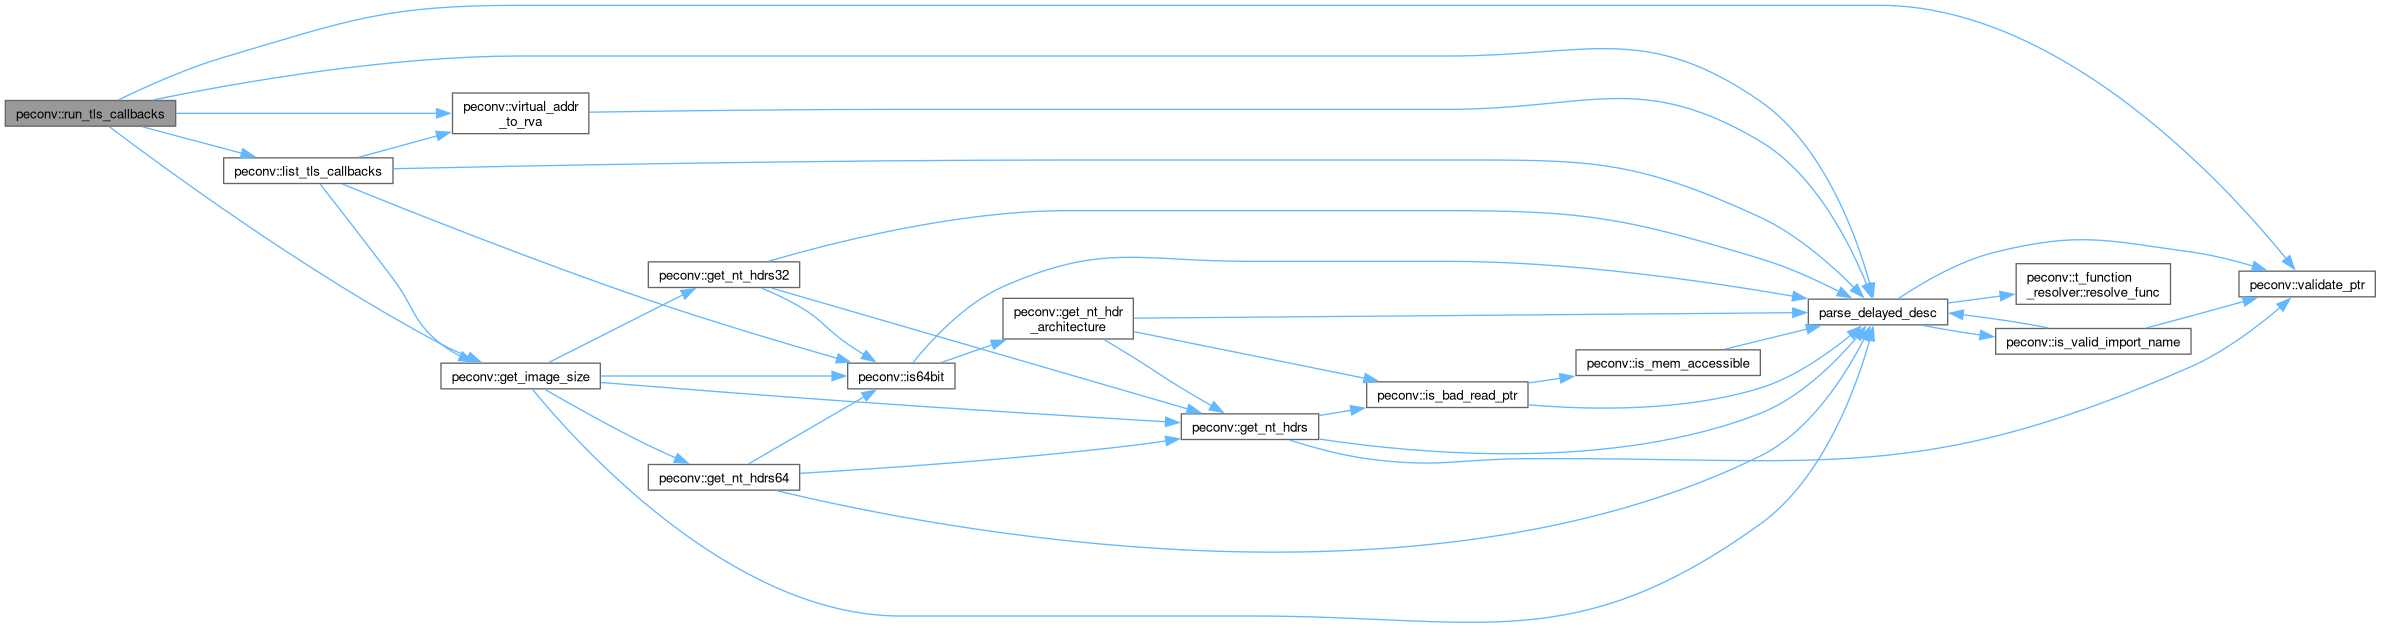 peconv::run_tls_callbacks
peconv::virtual_addr
_to_rva
peconv::list_tls_callbacks
peconv::get_nt_hdrs32
peconv::get_image_size
peconv::get_nt_hdrs64
peconv::is64bit
peconv::get_nt_hdr
_architecture
peconv::get_nt_hdrs
peconv::is_bad_read_ptr
peconv::is_mem_accessible
parse_delayed_desc
peconv::t_function
_resolver::resolve_func
peconv::is_valid_import_name
peconv::validate_ptr